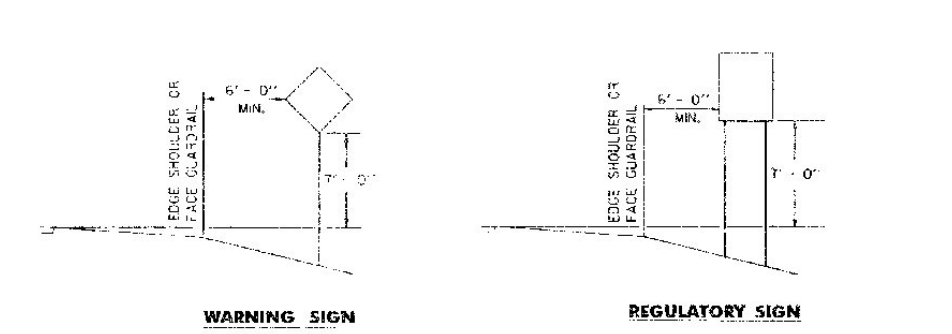 EDGE SHOULDER OR
FACE GUARDRAIL
6' - 0"
MIN.
7' - 0"
WARNING SIGN
EDGE SHOULDER OR
FACE GUARDRAIL
6' - 0"
MIN.
7' - 0"
REGULATORY SIGN